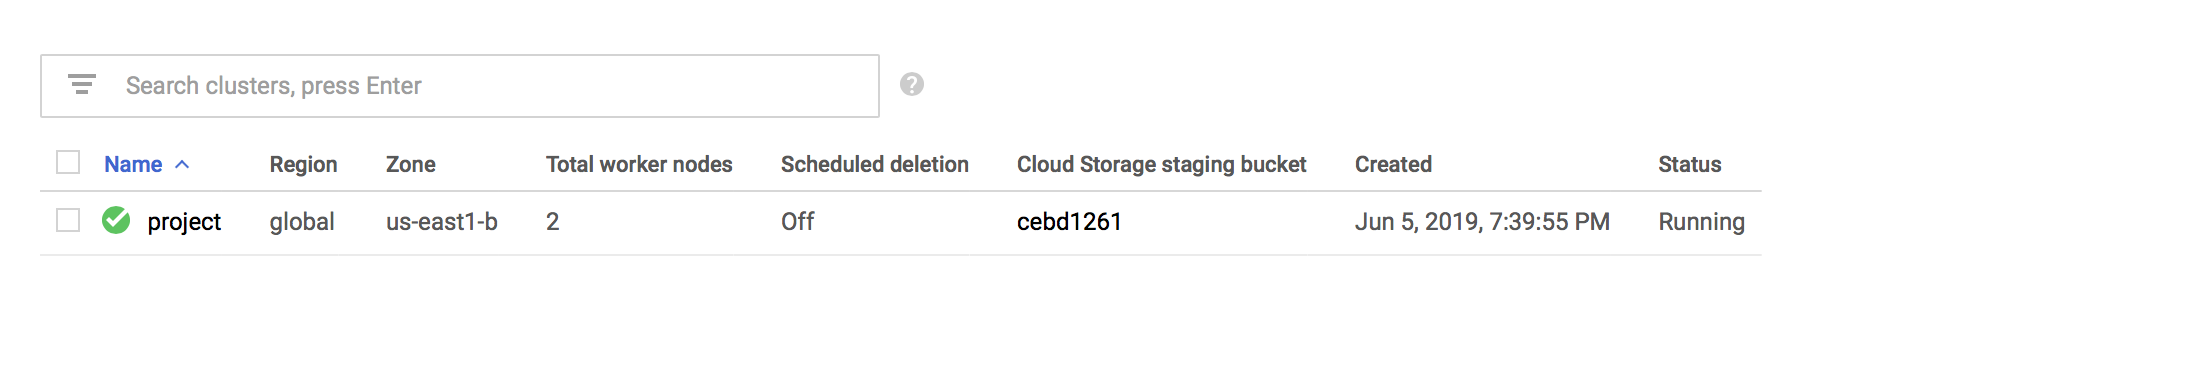 Search clusters, press Enter
Name Region Zone Total worker nodes Scheduled deletion Cloud Storage staging bucket Created Status
project global us-east1-b 2 Off cebd1261 Jun 5, 2019, 7:39:55 PM Running